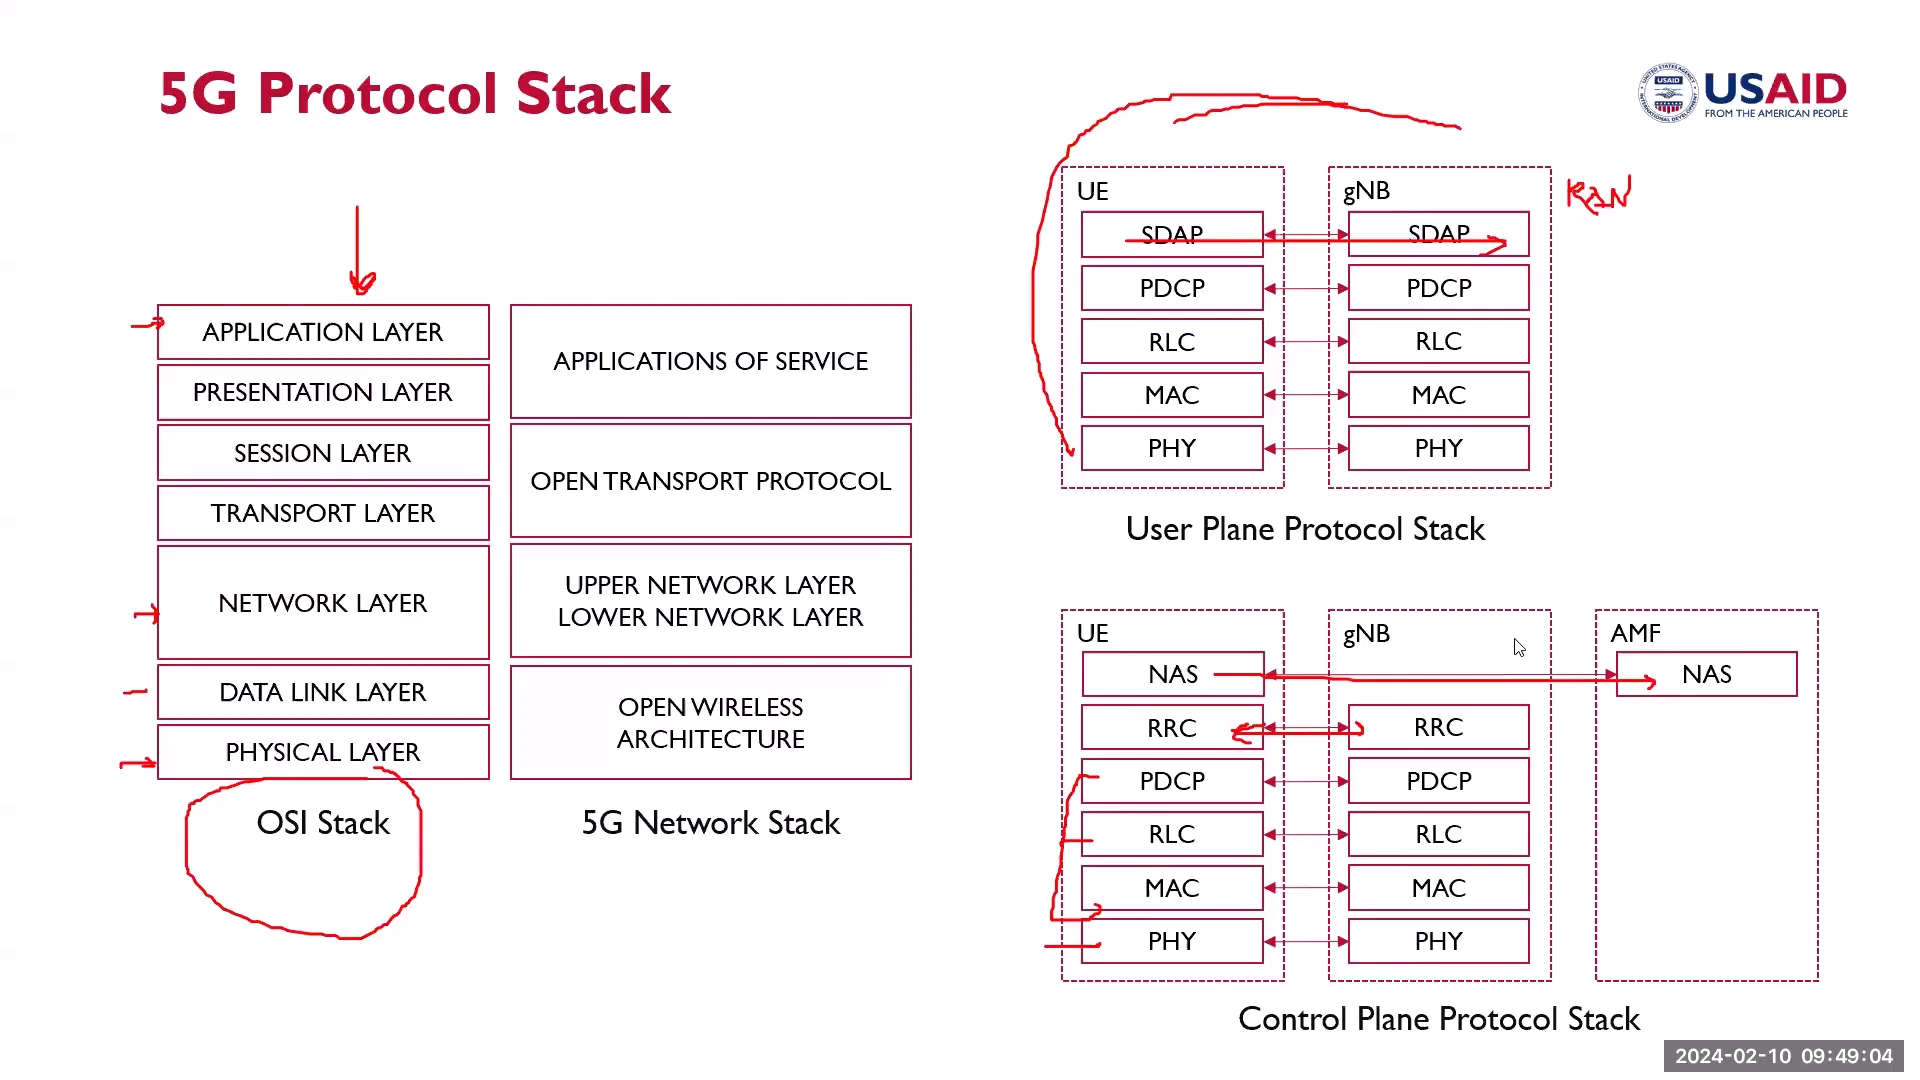 5G Protocol Stack
USAID
USAID
FROM THE AMERICAN PEOPLE
APPLICATION LAYER
PRESENTATION LAYER
SESSION LAYER
TRANSPORT LAYER
NETWORK LAYER
DATA LINK LAYER
PHYSICAL LAYER
OSI Stack
APPLICATIONS OF SERVICE
OPEN TRANSPORT PROTOCOL
UPPER NETWORK LAYER
LOWER NETWORK LAYER
OPEN WIRELESS
ARCHITECTURE
5G Network Stack
UE
SDAP
PDCP
RLC
MAC
PHY
gNB
SDAP
PDCP
RLC
MAC
PHY
RAN
User Plane Protocol Stack
UE
NAS
RRC
PDCP
RLC
MAC
PHY
gNB
RRC
PDCP
RLC
MAC
PHY
AMF
NAS
Control Plane Protocol Stack
2024-02-10 09:49:04